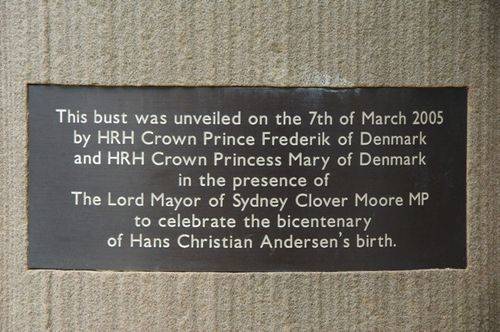 This bust was unveiled on the 7th of March 2005
by HRH Crown Prince Frederik of Denmark
and HRH Crown Princess Mary of Denmark
in the presence of
The Lord Mayor of Sydney Clover Moore MP
to celebrate the bicentenary
of Hans Christian Andersen's birth.